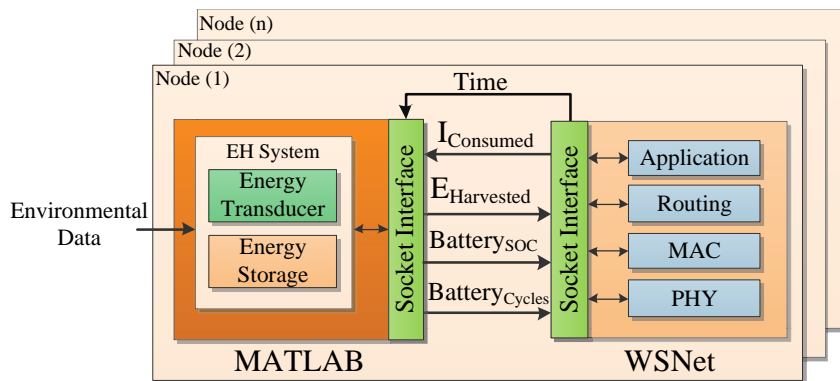 Node (n)
Node (2)
Node (1)
Time
EH System
Energy
Transducer
Energy
Storage
Environmental
Data
Socket Interface
I_Consumed
E_Harvested
Battery_SOC
Battery_Cycles
Socket Interface
Application
Routing
MAC
PHY
MATLAB
WSNet